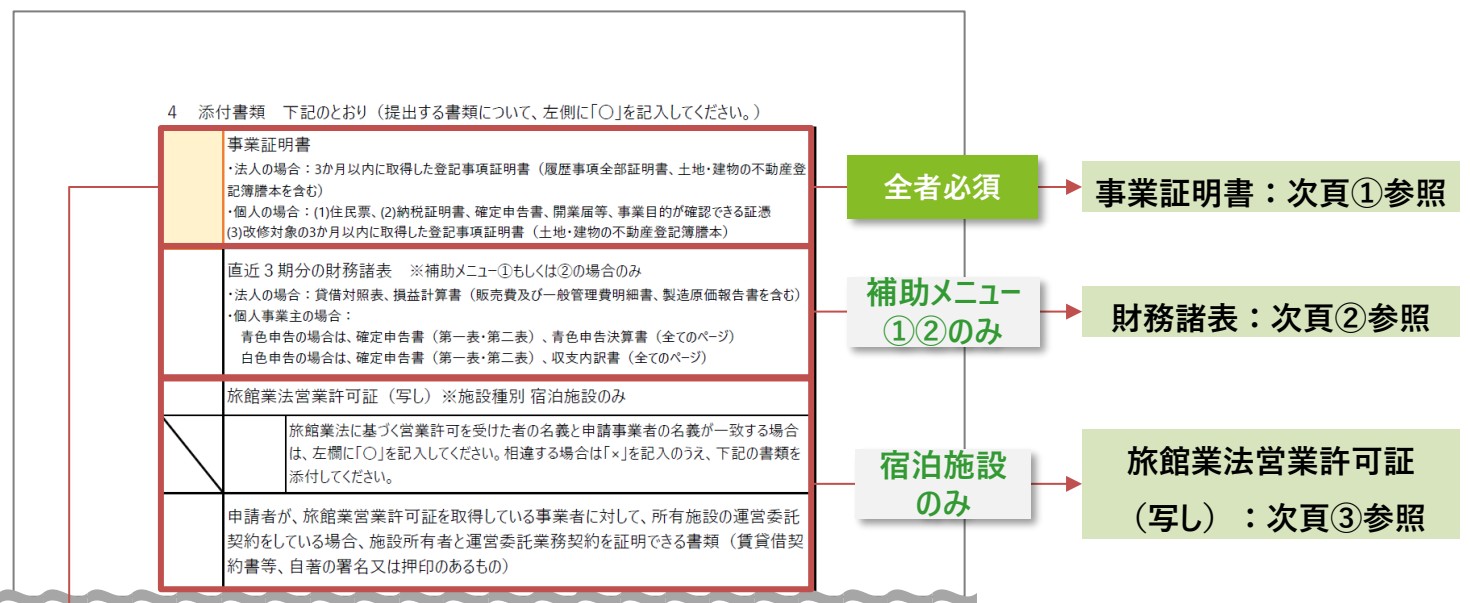 4　添付書類　下記のとおり（提出する書類について、左側に「○」を記入してください。）
事業証明書
・法人の場合：3か月以内に取得した登記事項証明書（履歴事項全部証明書、土地・建物の不動産登
記簿謄本を含む）
・個人の場合：(1)住民票、(2)納税証明書、確定申告書、開業届等、事業目的が確認できる証憑
(3)改修対象の3か月以内に取得した登記事項証明書（土地・建物の不動産登記簿謄本）
全者必須
事業証明書：次頁①参照
直近３期分の財務諸表　※補助メニュー①もしくは②の場合のみ
・法人の場合：貸借対照表、損益計算書（販売費及び一般管理費明細書、製造原価報告書を含む）
・個人事業主の場合：
青色申告の場合は、確定申告書（第一表・第二表）、青色申告決算書（全てのページ）
白色申告の場合は、確定申告書（第一表・第二表）、収支内訳書（全てのページ）
補助メニュー
①②のみ
財務諸表：次頁②参照
旅館業法営業許可証（写し）※施設種別 宿泊施設のみ
旅館業法に基づく営業許可を受けた者の名義と申請事業者の名義が一致する場合
は、左欄に「○」を記入してください。相違する場合は「×」を記入のうえ、下記の書類を
添付してください。
申請者が、旅館業営業許可証を取得している事業者に対して、所有施設の運営委託
契約をしている場合、施設所有者と運営委託業務契約を証明できる書類（賃貸借契
約書等、自著の署名又は押印のあるもの）
宿泊施設
のみ
旅館業法営業許可証
（写し）：次頁③参照